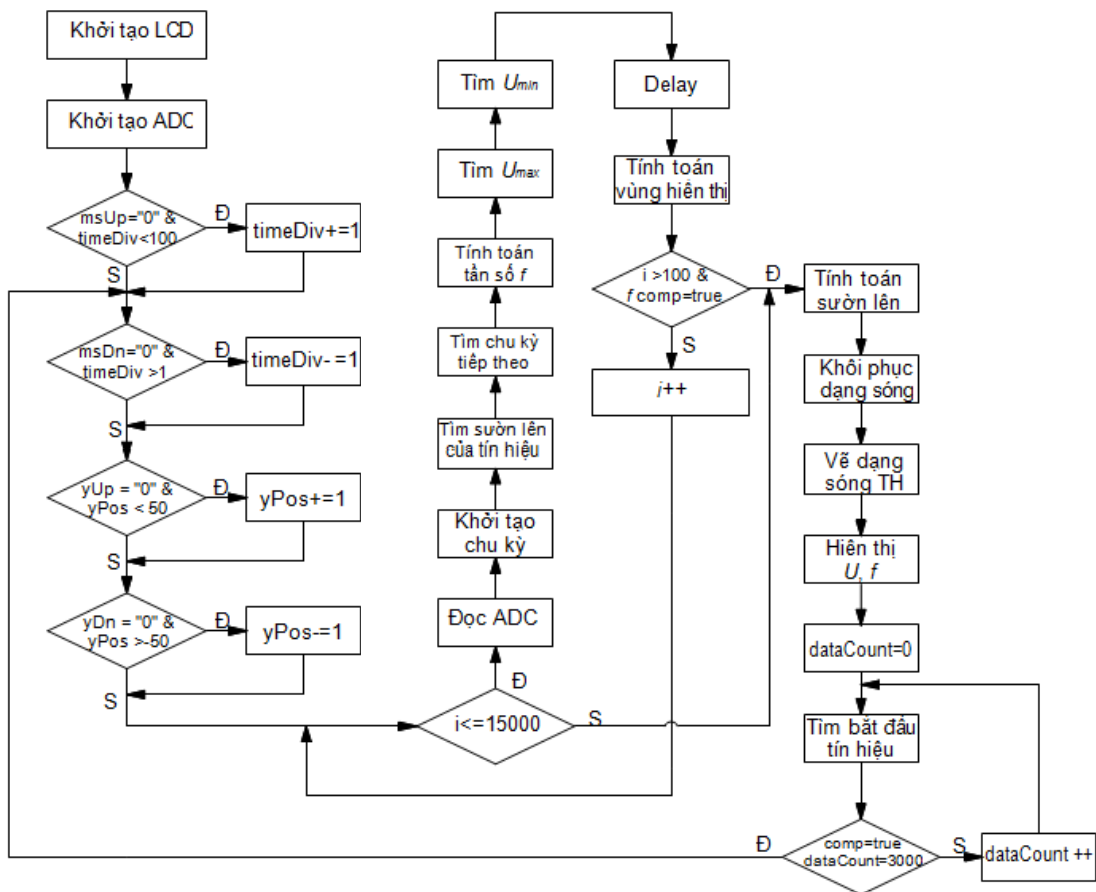 Khởi tạo LCD
Khởi tạo ADC
msUp="0" &
timeDiv<100
Đ
timeDiv+=1
S
msDn="0" &
timeDiv >1
Đ
timeDiv- =1
S
yUp = "0" &
yPos < 50
Đ
yPos+=1
S
yDn = "0" &
yPos >-50
Đ
yPos-=1
S
i<=15000
Đ
S
Đọc ADC
Khởi tạo
chu kỳ
Tìm sườn lên
của tín hiệu
Tìm chu kỳ
tiếp theo
Tính toán
tần số f
Tìm Umax
Tìm Umin
Delay
Tính toán
vùng hiên thị
i >100 &
f comp=true
Đ
S
i++
Tính toán
sườn lên
Khôi phục
dạng sóng
Vẽ dạng
sóng TH
Hiên thị
U, f
dataCount=0
Tìm bắt đầu
tín hiệu
comp=true
dataCount=3000
Đ
S
dataCount ++